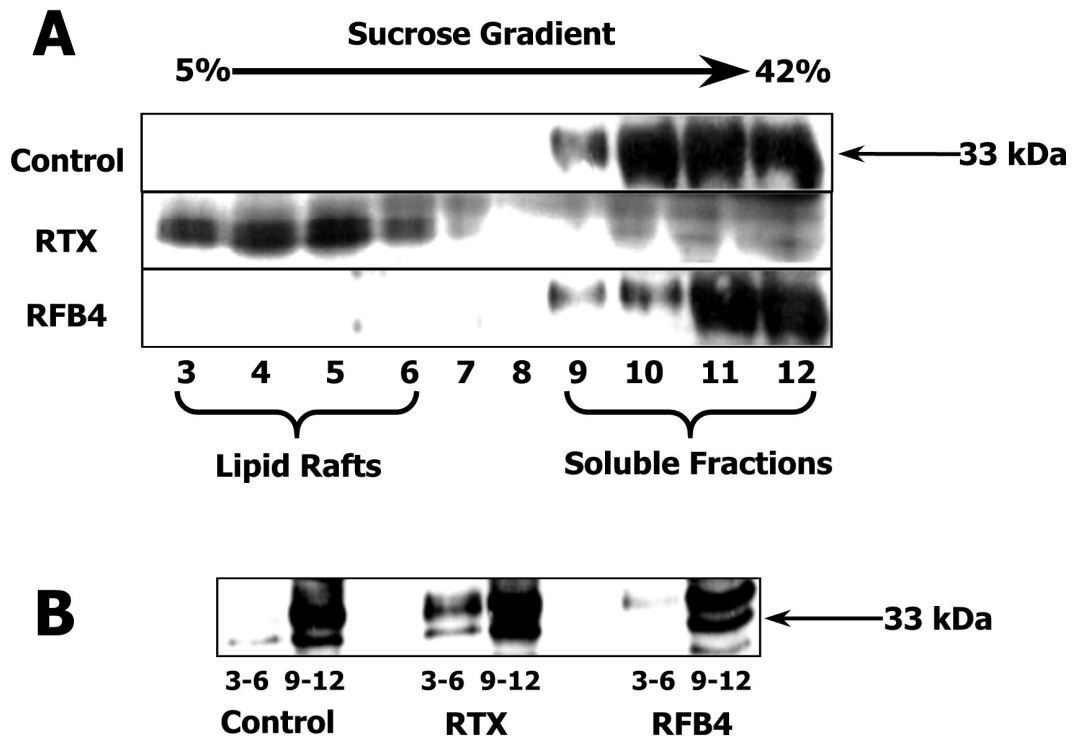 A
Sucrose Gradient
5% 42%
Control 33 kDa
RTX
RFB4
3 4 5 6 7 8 9 10 11 12
Lipid Rafts Soluble Fractions
B
33 kDa
3-6 9-12 3-6 9-12 3-6 9-12
Control RTX RFB4